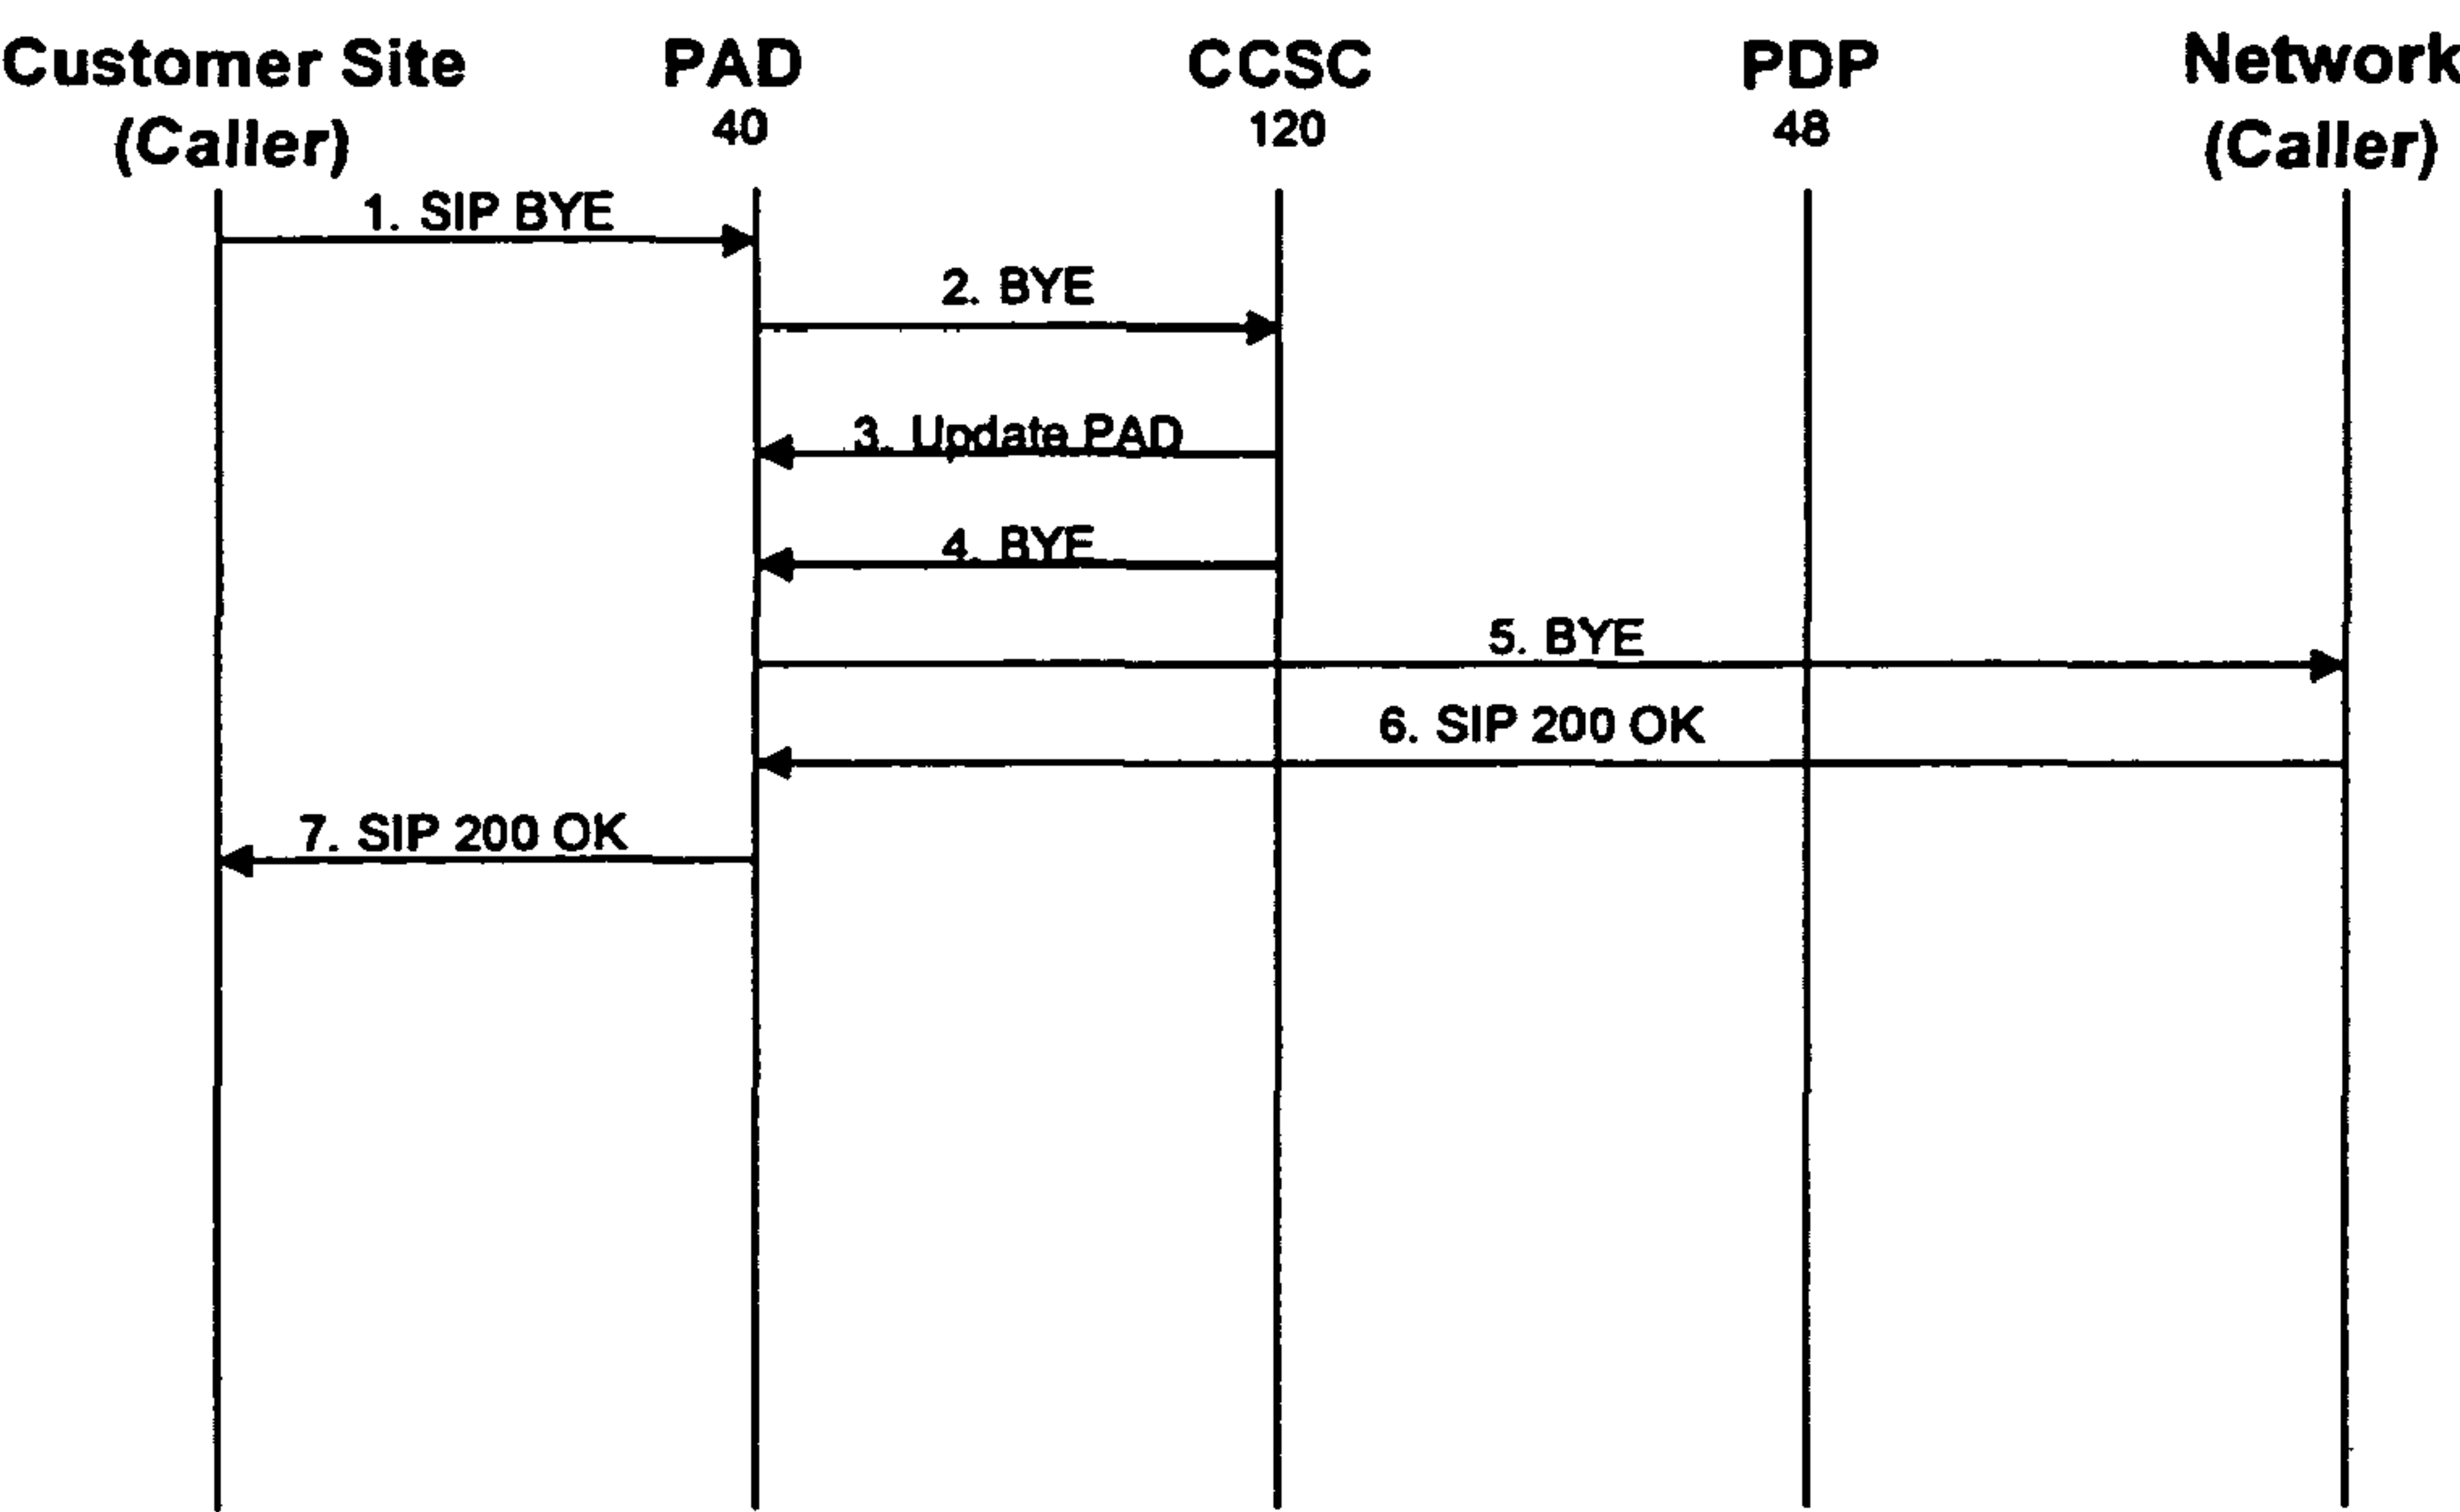 Customer Site
(Caller)
PAD
40
CCSC
120
PDP
48
Network
(Caller)
1. SIP BYE
2. BYE
3. Update PAD
4. BYE
5. BYE
6. SIP 200 OK
7. SIP 200 OK